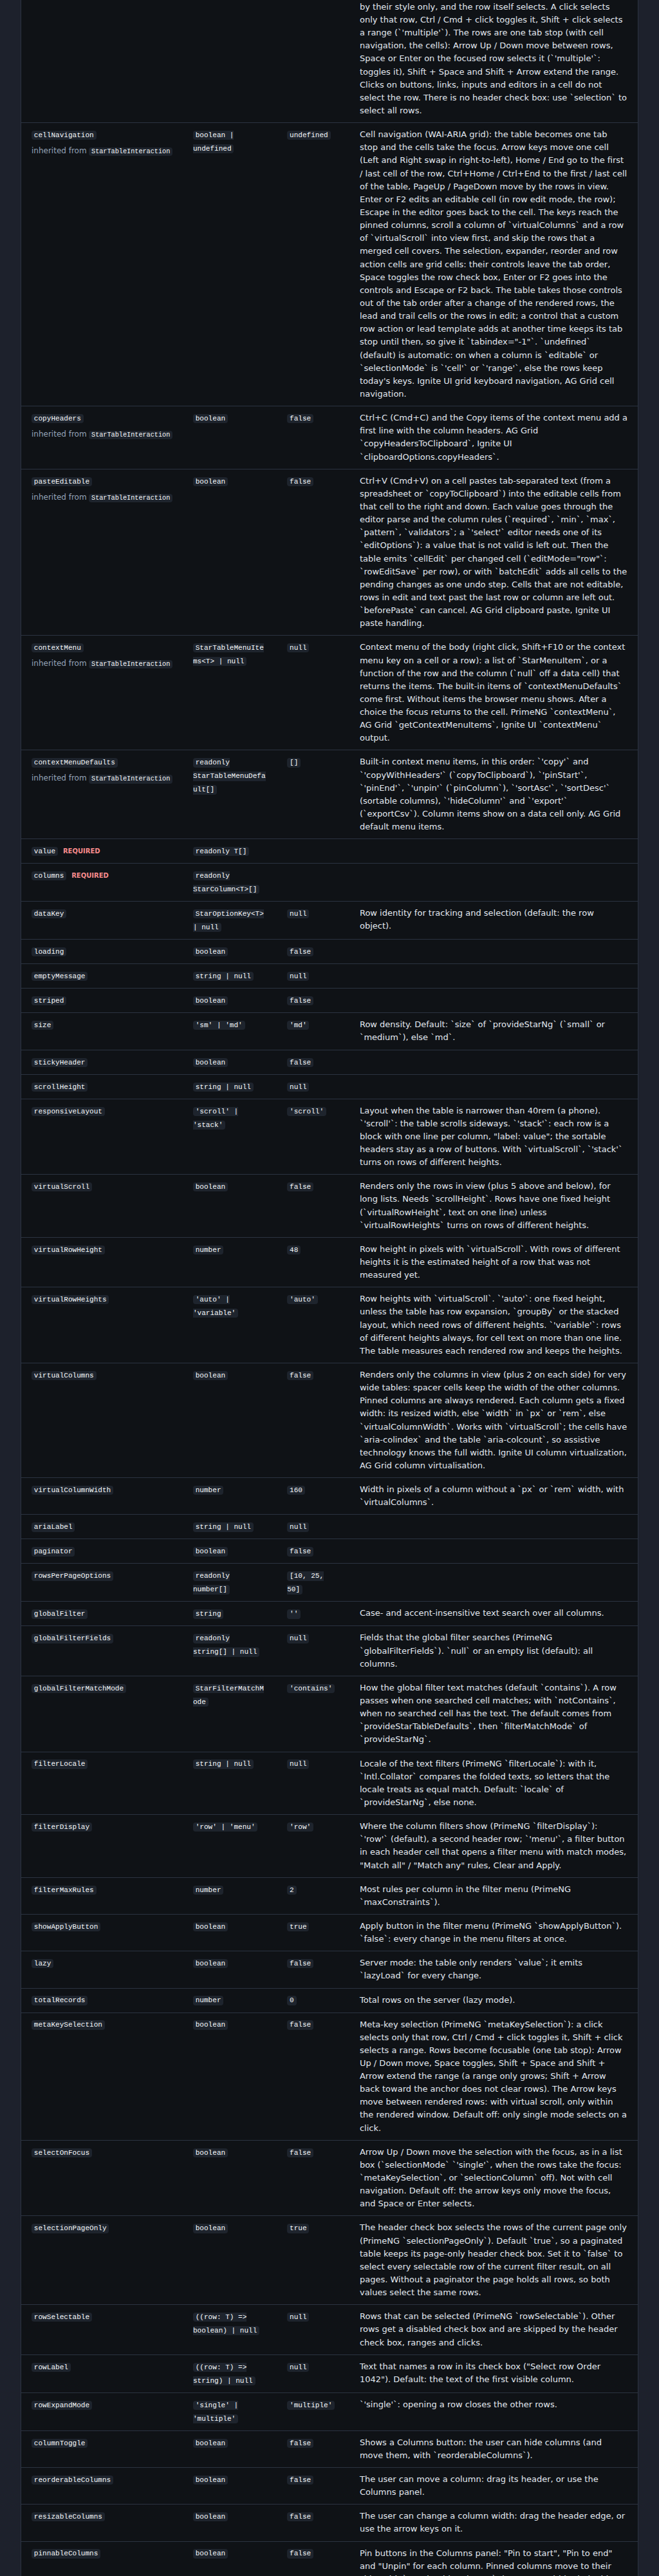 by their style only, and the row itself selects. A click selects
only that row, Ctrl / Cmd + click toggles it, Shift + click selects
a range (`'multiple'`). The rows are one tab stop (with cell
navigation, the cells): Arrow Up / Down move between rows,
Space or Enter on the focused row selects it (`'multiple'`:
toggles it), Shift + Space and Shift + Arrow extend the range.
Clicks on buttons, links, inputs and editors in a cell do not
select the row. There is no header check box: use `selection` to
select all rows.
cellNavigation boolean | undefined Cell navigation (WAI-ARIA grid): the table becomes one tab
undefined stop and the cells take the focus. Arrow keys move one cell
inherited from StarTableInteraction (Left and Right swap in right-to-left), Home / End go to the first
/ last cell of the row, Ctrl+Home / Ctrl+End to the first / last cell
of the table, PageUp / PageDown move by the rows in view.
Enter or F2 edits an editable cell (in row edit mode, the row);
Escape in the editor goes back to the cell. The keys reach the
pinned columns, scroll a column of `virtualColumns` and a row
of `virtualScroll` into view first, and skip the rows that a
merged cell covers. The selection, expander, reorder and row
action cells are grid cells: their controls leave the tab order,
Space toggles the row check box, Enter or F2 goes into the
controls and Escape or F2 back. The table takes those controls
out of the tab order after a change of the rendered rows, the
lead and trail cells or the rows in edit; a control that a custom
row action or lead template adds at another time keeps its tab
stop until then, so give it `tabindex="-1"`. `undefined`
(default) is automatic: on when a column is `editable` or
`selectionMode` is `'cell'` or `'range'`, else the rows keep
today's keys. Ignite UI grid keyboard navigation, AG Grid cell
navigation.
copyHeaders boolean false Ctrl+C (Cmd+C) and the Copy items of the context menu add a
inherited from StarTableInteraction first line with the column headers. AG Grid
`copyHeadersToClipboard`, Ignite UI
`clipboardOptions.copyHeaders`.
pasteEditable boolean false Ctrl+V (Cmd+V) on a cell pastes tab-separated text (from a
inherited from StarTableInteraction spreadsheet or `copyToClipboard`) into the editable cells from
that cell to the right and down. Each value goes through the
editor parse and the column rules (`required`, `min`, `max`,
`pattern`, `validators`; a `'select'` editor needs one of its
`editOptions`): a value that is not valid is left out. Then the
table emits `cellEdit` per changed cell (`editMode="row"`:
`rowEditSave` per row), or with `batchEdit` adds all cells to the
pending changes as one undo step. Cells that are not editable,
rows in edit and text past the last row or column are left out.
`beforePaste` can cancel. AG Grid clipboard paste, Ignite UI
paste handling.
contextMenu StarTableMenuIte null Context menu of the body (right click, Shift+F10 or the context
ms<T> | null menu key on a cell or a row): a list of `StarMenuItem`, or a
inherited from StarTableInteraction function of the row and the column (`null` off a data cell) that
returns the items. The built-in items of `contextMenuDefaults`
come first. Without items the browser menu shows. After a
choice the focus returns to the cell. PrimeNG `contextMenu`,
AG Grid `getContextMenuItems`, Ignite UI `contextMenu`
output.
contextMenuDefaults readonly [] Built-in context menu items, in this order: `'copy'` and
inherited from StarTableInteraction StarTableMenuDefa `'copyWithHeaders'` (`copyToClipboard`), `'pinStart'`,
ult[] `'pinEnd'`, `'unpin'` (`pinColumn`), `'sortAsc'`, `'sortDesc'`
(sortable columns), `'hideColumn'` and `'export'`
(`exportCsv`). Column items show on a data cell only. AG Grid
default menu items.
value REQUIRED readonly T[]
columns REQUIRED readonly
StarColumn<T>[]
dataKey StarOptionKey<T> null Row identity for tracking and selection (default: the row
| null object).
loading boolean false
emptyMessage string | null null
striped boolean false
size 'sm' | 'md' 'md' Row density. Default: `size` of `provideStarNg` (`small` or
`medium`), else `md`.
stickyHeader boolean false
scrollHeight string | null null
responsiveLayout 'scroll' | 'scroll' Layout when the table is narrower than 40rem (a phone).
'stack' `'scroll'`: the table scrolls sideways. `'stack'`: each row is a
block with one line per column, "label: value"; the sortable
headers stay as a row of buttons. With `virtualScroll`, `'stack'`
turns on rows of different heights.
virtualScroll boolean false Renders only the rows in view (plus 5 above and below), for
long lists. Needs `scrollHeight`. Rows have one fixed height
(`virtualRowHeight`, text on one line) unless
`virtualRowHeights` turns on rows of different heights.
virtualRowHeight number 48 Row height in pixels with `virtualScroll`. With rows of different
heights it is the estimated height of a row that was not
measured yet.
virtualRowHeights 'auto' | 'auto' Row heights with `virtualScroll`. `'auto'`: one fixed height,
'variable' unless the table has row expansion, `groupBy` or the stacked
layout, which need rows of different heights. `'variable'`: rows
of different heights always, for cell text on more than one line.
The table measures each rendered row and keeps the heights.
virtualColumns boolean false Renders only the columns in view (plus 2 on each side) for very
wide tables: spacer cells keep the width of the other columns.
Pinned columns are always rendered. Each column gets a fixed
width: its resized width, else `width` in `px` or `rem`, else
`virtualColumnWidth`. Works with `virtualScroll`; the cells have
`aria-colindex` and the table `aria-colcount`, so assistive
technology knows the full width. Ignite UI column virtualization,
AG Grid column virtualisation.
virtualColumnWidth number 160 Width in pixels of a column without a `px` or `rem` width, with
`virtualColumns`.
ariaLabel string | null null
paginator boolean false
rowsPerPageOptions readonly [10, 25,
number[] 50]
globalFilter string '' Case- and accent-insensitive text search over all columns.
globalFilterFields readonly null Fields that the global filter searches (PrimeNG
string[] | null `globalFilterFields`). `null` or an empty list (default): all
columns.
globalFilterMatchMode StarFilterMatchM 'contains' How the global filter text matches (default `contains`). A row
ode passes when one searched cell matches; with `notContains`,
when no searched cell has the text. The default comes from
`provideStarTableDefaults`, then `filterMatchMode` of
`provideStarNg`.
filterLocale string | null null Locale of the text filters (PrimeNG `filterLocale`): with it,
`Intl.Collator` compares the folded texts, so letters that the
locale treats as equal match. Default: `locale` of
`provideStarNg`, else none.
filterDisplay 'row' | 'menu' 'row' Where the column filters show (PrimeNG `filterDisplay`):
`'row'` (default), a second header row; `'menu'`, a filter button
in each header cell that opens a filter menu with match modes,
"Match all" / "Match any" rules, Clear and Apply.
filterMaxRules number 2 Most rules per column in the filter menu (PrimeNG
`maxConstraints`).
showApplyButton boolean true Apply button in the filter menu (PrimeNG `showApplyButton`).
`false`: every change in the menu filters at once.
lazy boolean false Server mode: the table only renders `value`; it emits
`lazyLoad` for every change.
totalRecords number 0 Total rows on the server (lazy mode).
metaKeySelection boolean false Meta-key selection (PrimeNG `metaKeySelection`): a click
selects only that row, Ctrl / Cmd + click toggles it, Shift + click
selects a range. Rows become focusable (one tab stop): Arrow
Up / Down move, Space toggles, Shift + Space and Shift +
Arrow extend the range (a range only grows; Shift + Arrow
back toward the anchor does not clear rows). The Arrow keys
move between rendered rows: with virtual scroll, only within
the rendered window. Default off: only single mode selects on a
click.
selectOnFocus boolean false Arrow Up / Down move the selection with the focus, as in a list
box (`selectionMode` `'single'`, when the rows take the focus:
`metaKeySelection`, or `selectionColumn` off). Not with cell
navigation. Default off: the arrow keys only move the focus,
and Space or Enter selects.
selectionPageOnly boolean true The header check box selects the rows of the current page only
(PrimeNG `selectionPageOnly`). Default `true`, so a paginated
table keeps its page-only header check box. Set it to `false` to
select every selectable row of the current filter result, on all
pages. Without a paginator the page holds all rows, so both
values select the same rows.
rowSelectable ((row: T) => null Rows that can be selected (PrimeNG `rowSelectable`). Other
boolean) | null rows get a disabled check box and are skipped by the header
check box, ranges and clicks.
rowLabel ((row: T) => null Text that names a row in its check box ("Select row Order
string) | null 1042"). Default: the text of the first visible column.
rowExpandMode 'single' | 'multiple' `'single'`: opening a row closes the other rows.
'multiple'
columnToggle boolean false Shows a Columns button: the user can hide columns (and
move them, with `reorderableColumns`).
reorderableColumns boolean false The user can move a column: drag its header, or use the
Columns panel.
resizableColumns boolean false The user can change a column width: drag the header edge, or
use the arrow keys on it.
pinnableColumns boolean false Pin buttons in the Columns panel: "Pin to start", "Pin to end"
and "Unpin" for each column. Pinned columns move to their